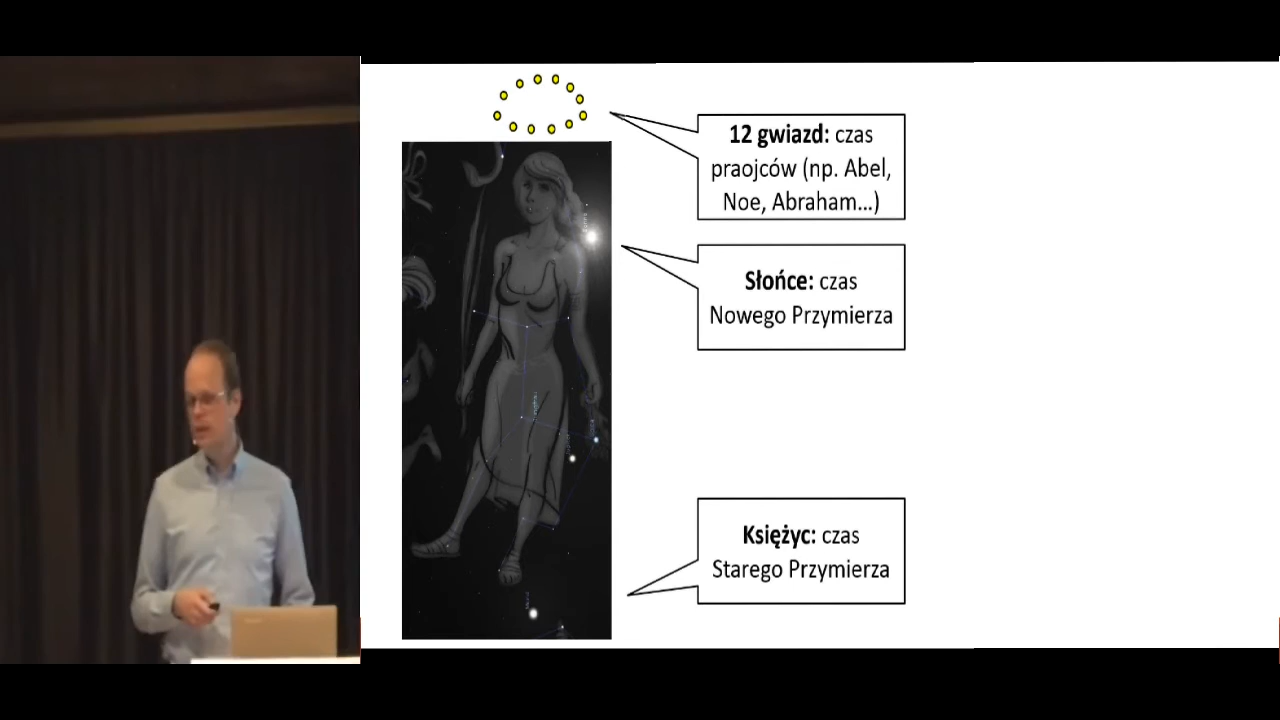 12 gwiazd: czas
praojców (np. Abel,
Noe, Abraham...)
Słońce: czas
Nowego Przymierza
Księżyc: czas
Starego Przymierza